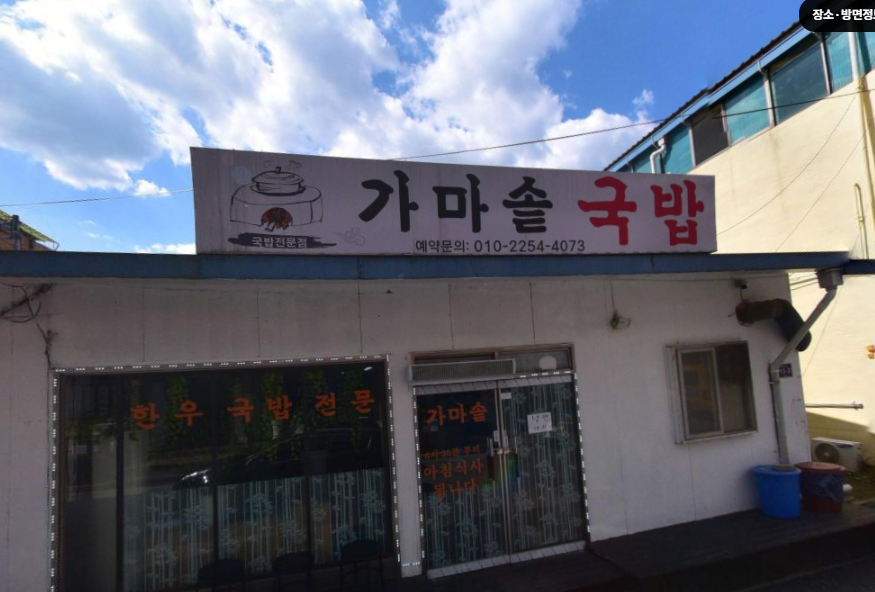 장소·방면정보
가마솥 국밥
국밥전문점
예약문의: 010-2254-4073
한우 국밥 전문
가마솥
아침식사
됩니다